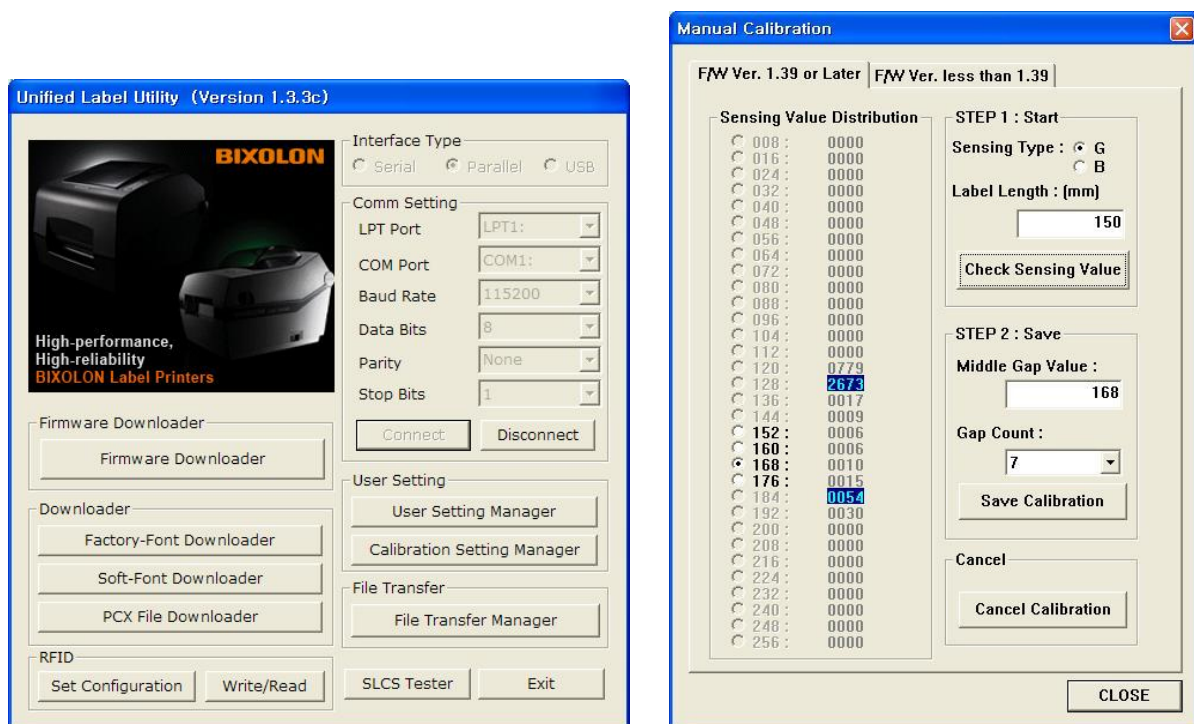 Unified Label Utility (Version 1.3.3c)
BIXOLON
High-performance,
High-reliability
BIXOLON Label Printers
Firmware Downloader
Firmware Downloader
Downloader
Factory-Font Downloader
Soft-Font Downloader
PCX File Downloader
RFID
Set Configuration Write/Read
Interface Type
Serial Parallel USB
Comm Setting
LPT Port LPT1:
COM Port COM1:
Baud Rate 115200
Data Bits 8
Parity None
Stop Bits 1
Connect Disconnect
User Setting
User Setting Manager
Calibration Setting Manager
File Transfer
File Transfer Manager
SLCS Tester Exit
Manual Calibration
F/W Ver. 1.39 or Later F/W Ver. less than 1.39
Sensing Value Distribution
008 : 0000
016 : 0000
024 : 0000
032 : 0000
040 : 0000
048 : 0000
056 : 0000
064 : 0000
072 : 0000
080 : 0000
088 : 0000
096 : 0000
104 : 0000
112 : 0000
120 : 0779
128 : 2673
136 : 0017
144 : 0009
152 : 0006
160 : 0006
168 : 0010
176 : 0015
184 : 0054
192 : 0030
200 : 0000
208 : 0000
216 : 0000
224 : 0000
232 : 0000
240 : 0000
248 : 0000
256 : 0000
STEP 1 : Start
Sensing Type : G
B
Label Length : (mm)
150
Check Sensing Value
STEP 2 : Save
Middle Gap Value :
168
Gap Count :
7
Save Calibration
Cancel
Cancel Calibration
CLOSE